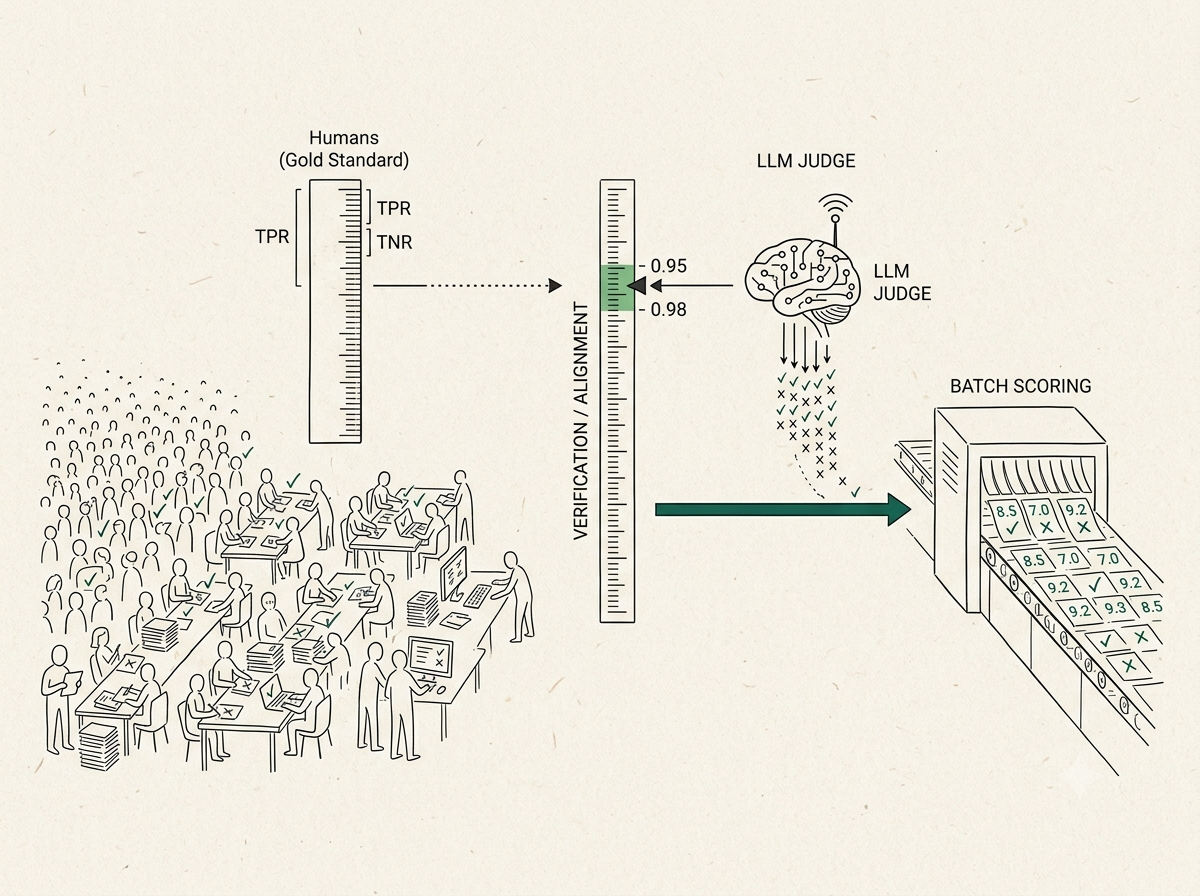 Humans
(Gold Standard)
TPR
TPR
TNR
VERIFICATION / ALIGNMENT
0.95
0.98
LLM JUDGE
LLM
JUDGE
BATCH SCORING
8.5 7.0 9.2
8.5 7.0 7.0
9.2 9.2
9.2 9.3 8.5